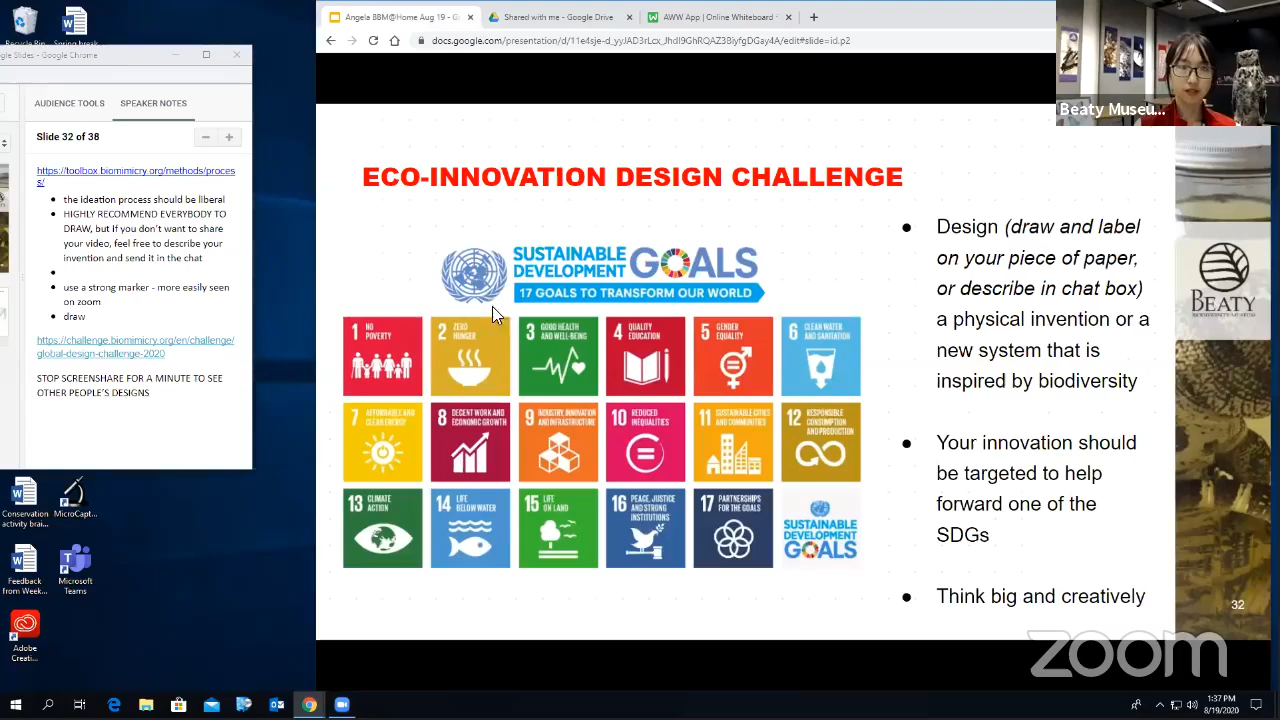 Recycle Bin
Spring break
gle Slides - Google Chrome
AUDIENCE TOOLS
SPEAKER NOTES
Slide 32 of 38
https://toolbox.biomimicry.org/methods/proces
s/
the ideation process should be liberal
HIGHLY RECOMMEND EVERYBODY TO
DRAW, but if you don't want to share
your video, feel free to describe your
invention and send it in the chat
use a strong marker - more easily seen
on zoom
draw
https://challenge.biomimicry.org/en/challenge/
global-design-challenge-2020
STOP SCREENSHARE FOR A MINUTE TO SEE
OTHER PEOPLE'S DESIGNS
Conservation
activity brai...
MicroCapt...
Feedback
from Week...
Microsoft
Teams
Adobe
Creati...
Angela BBM@Home Aug 19 - G
Shared with me - Google Drive
AWW App | Online Whiteboard
Beaty Museu...
ECO-INNOVATION DESIGN CHALLENGE
SUSTAINABLE
DEVELOPMENT
GOALS
17 GOALS TO TRANSFORM OUR WORLD
1 NO
POVERTY
2 ZERO
HUNGER
3 GOOD HEALTH
AND WELL-BEING
4 QUALITY
EDUCATION
5 GENDER
EQUALITY
6 CLEAN WATER
AND SANITATION
7 AFFORDABLE AND
CLEAN ENERGY
8 DECENT WORK AND
ECONOMIC GROWTH
9 INDUSTRY, INNOVATION
AND INFRASTRUCTURE
10 REDUCED
INEQUALITIES
11 SUSTAINABLE CITIES
AND COMMUNITIES
12 RESPONSIBLE
CONSUMPTION
AND PRODUCTION
13 CLIMATE
ACTION
14 LIFE
BELOW WATER
15 LIFE
ON LAND
16 PEACE, JUSTICE
AND STRONG
INSTITUTIONS
17 PARTNERSHIPS
FOR THE GOALS
SUSTAINABLE
DEVELOPMENT
GOALS
Design (draw and label
on your piece of paper,
or describe in chat box)
a physical invention or a
new system that is
inspired by biodiversity
Your innovation should
be targeted to help
forward one of the
SDGs
Think big and creatively
BEATY
BIODIVERSITY MUSEUM
32
zoom
1:37 PM
8/19/2020